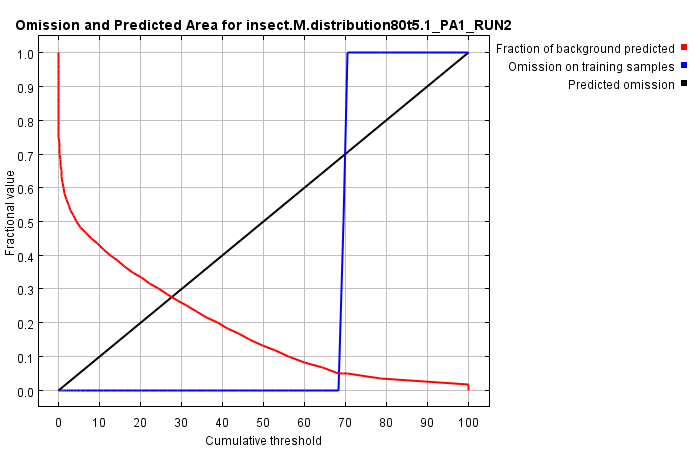 Omission and Predicted Area for insect.M.distribution80t5.1_PA1_RUN2
Fraction of background predicted
Omission on training samples
Predicted omission
Fractional value
1.0
0.9
0.8
0.7
0.6
0.5
0.4
0.3
0.2
0.1
0.0
0 10 20 30 40 50 60 70 80 90 100
Cumulative threshold